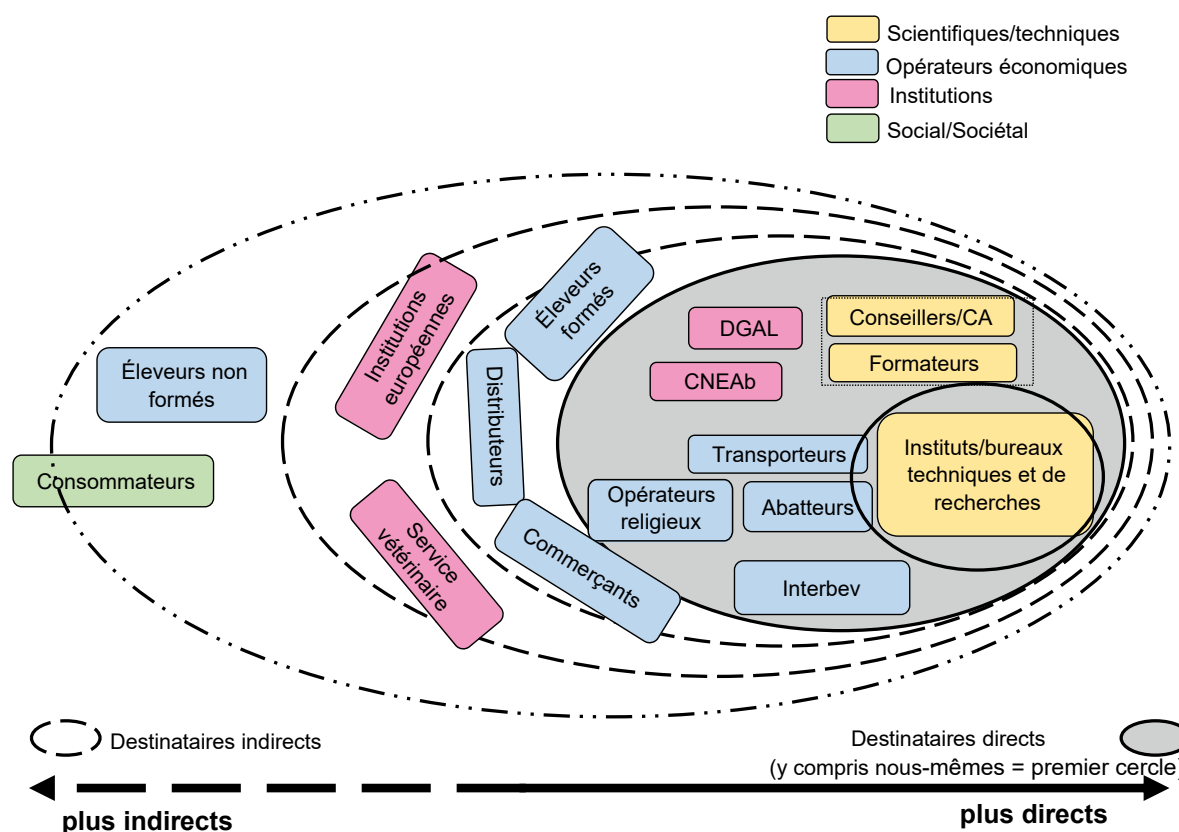 Scientifiques/techniques
Opérateurs économiques
Institutions
Social/Sociétal
Institutions
européennes
Éleveurs
formés
DGAL
Conseillers/CA
Formateurs
CNEAb
Éleveurs non
formés
Distributeurs
Transporteurs
Instituts/bureaux
techniques et de
recherches
Consommateurs
Opérateurs
religieux
Abatteurs
Service
vétérinaire
Commerçants
Interbev
Destinataires indirects
Destinataires directs
(y compris nous-mêmes = premier cercle)
plus indirects
plus directs